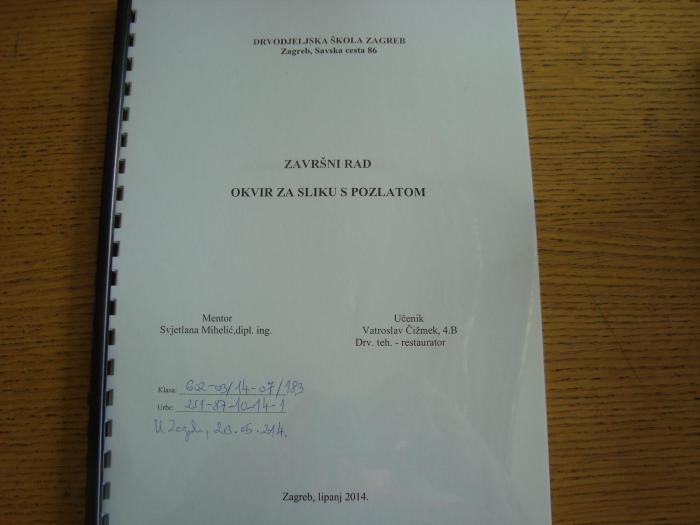 DRVODJELJSKA ŠKOLA ZAGREB
Zagreb, Savska cesta 86
ZAVRŠNI RAD
OKVIR ZA SLIKU S POZLATOM
Mentor
Svjetlana Mihelić,dipl. ing.
Učenik
Vatroslav Čižmek, 4.B
Drv. teh. - restaurator
Klasa: 602-03/14-07/183
Urbr: 251-87-10-14-1
U Zagrebu, 2014.
Zagreb, lipanj 2014.